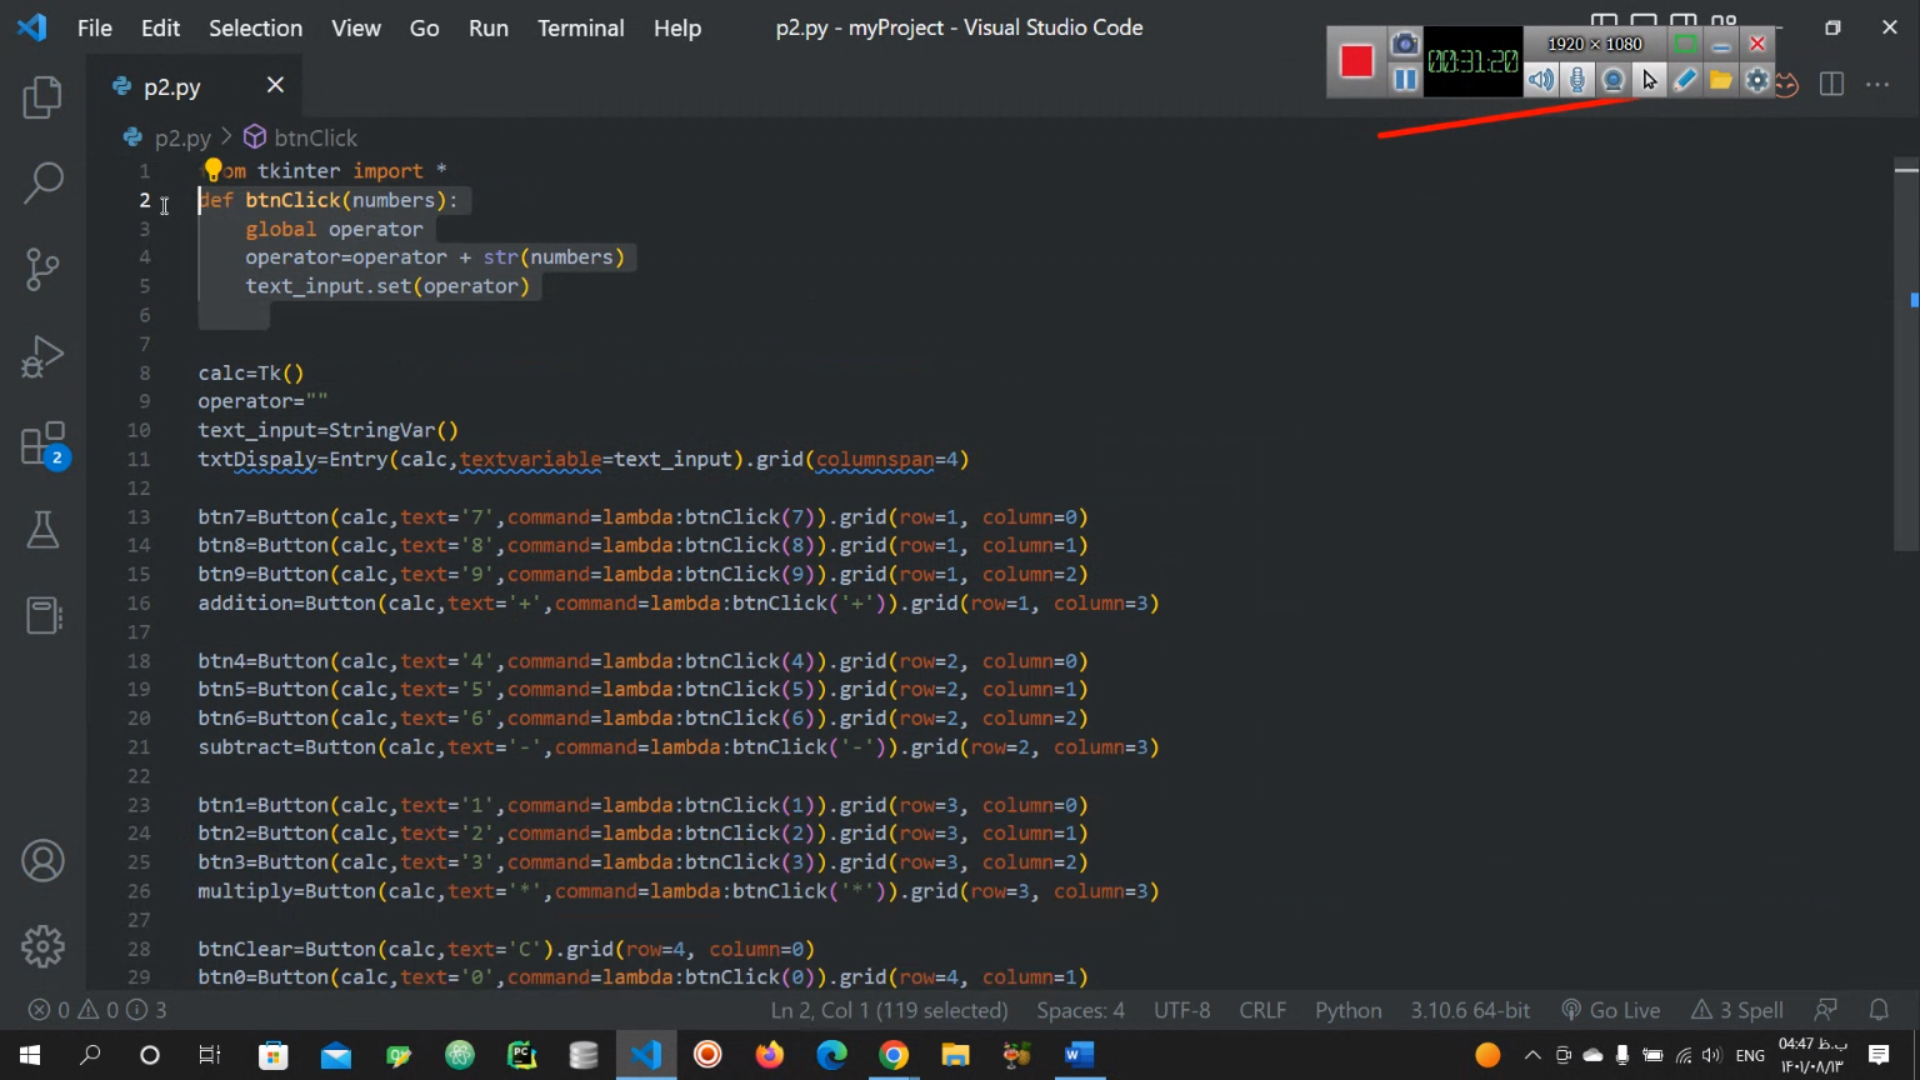 File Edit Selection View Go Run Terminal Help
p2.py - myProject - Visual Studio Code
00:31:20
1920 × 1080
p2.py
p2.py > btnClick
1 om tkinter import *
2 def btnClick(numbers):
3 global operator
4 operator=operator + str(numbers)
5 text_input.set(operator)
6
7
8 calc=Tk()
9 operator=""
10 text_input=StringVar()
11 txtDispaly=Entry(calc,textvariable=text_input).grid(columnspan=4)
12
13 btn7=Button(calc,text='7',command=lambda:btnClick(7)).grid(row=1, column=0)
14 btn8=Button(calc,text='8',command=lambda:btnClick(8)).grid(row=1, column=1)
15 btn9=Button(calc,text='9',command=lambda:btnClick(9)).grid(row=1, column=2)
16 addition=Button(calc,text='+',command=lambda:btnClick('+')).grid(row=1, column=3)
17
18 btn4=Button(calc,text='4',command=lambda:btnClick(4)).grid(row=2, column=0)
19 btn5=Button(calc,text='5',command=lambda:btnClick(5)).grid(row=2, column=1)
20 btn6=Button(calc,text='6',command=lambda:btnClick(6)).grid(row=2, column=2)
21 subtract=Button(calc,text='-',command=lambda:btnClick('-')).grid(row=2, column=3)
22
23 btn1=Button(calc,text='1',command=lambda:btnClick(1)).grid(row=3, column=0)
24 btn2=Button(calc,text='2',command=lambda:btnClick(2)).grid(row=3, column=1)
25 btn3=Button(calc,text='3',command=lambda:btnClick(3)).grid(row=3, column=2)
26 multiply=Button(calc,text='*',command=lambda:btnClick('*')).grid(row=3, column=3)
27
28 btnClear=Button(calc,text='C').grid(row=4, column=0)
29 btn0=Button(calc,text='0',command=lambda:btnClick(0)).grid(row=4, column=1)
2
0 0 3
Ln 2, Col 1 (119 selected) Spaces: 4 UTF-8 CRLF Python 3.10.6 64-bit Go Live 3 Spell
PC
W
ENG
04:47 ب.ظ
۱۴۰۱/۰۸/۱۳